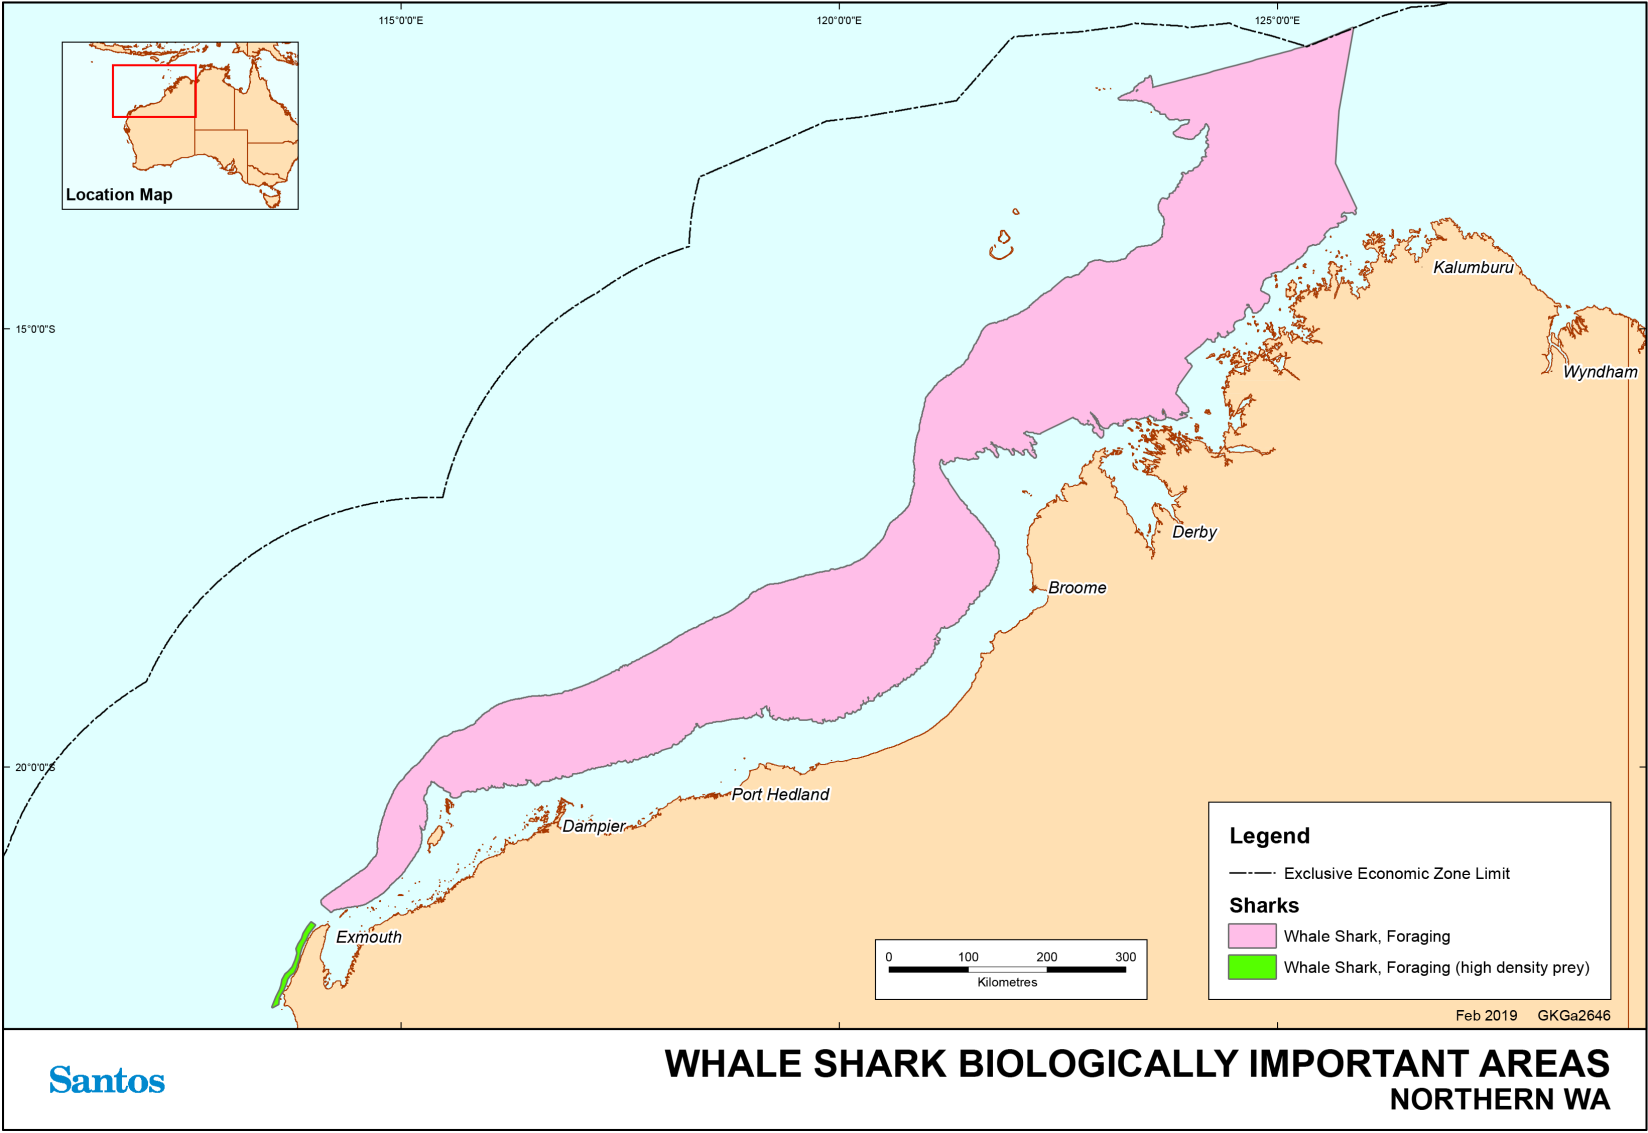 115°0'0"E
120°0'0"E
125°0'0"E
Location Map
15°0'0"S
20°0'0"S
Kalumburu
Wyndham
Derby
Broome
Port Hedland
Dampier
Exmouth
Legend
Exclusive Economic Zone Limit
Sharks
Whale Shark, Foraging
Whale Shark, Foraging (high density prey)
0 100 200 300
Kilometres
Feb 2019 GKGa2646
Santos
WHALE SHARK BIOLOGICALLY IMPORTANT AREAS
NORTHERN WA